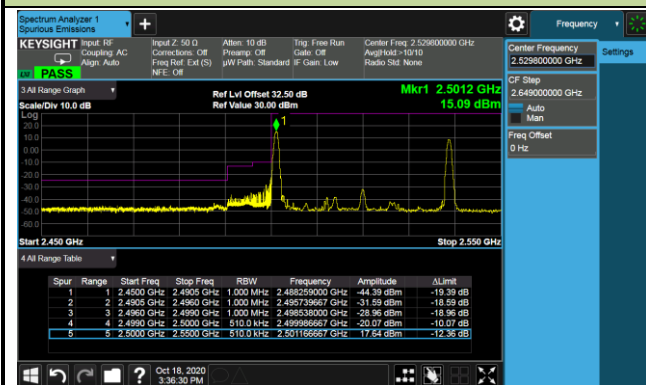 Spectrum Analyzer 1
Spurious Emissions
Frequency
KEYSIGHT
Input: RF
Coupling: AC
Align: Auto
Input Z: 50 Ω
Corrections: Off
Freq Ref: Ext (S)
NFE: Off
Atten: 10 dB
Preamp: Off
µW Path: Standard
Trig: Free Run
Gate: Off
IF Gain: Low
Center Freq: 2.529800000 GHz
Avg|Hold:>10/10
Radio Std: None
PASS
Center Frequency
2.529800000 GHz
Settings
CF Step
2.649000000 GHz
Auto
Man
Freq Offset
0 Hz
3 All Range Graph
Scale/Div 10.0 dB
Ref Lvl Offset 32.50 dB
Ref Value 30.00 dBm
Mkr1 2.5012 GHz
15.09 dBm
Log
20.0
10.0
0.00
-10.0
-20.0
-30.0
-40.0
-50.0
-60.0
1
Start 2.450 GHz
Stop 2.550 GHz
4 All Range Table
Spur Range Start Freq Stop Freq RBW Frequency Amplitude ΔLimit
1 1 2.4500 GHz 2.4905 GHz 1.000 MHz 2.488259000 GHz -44.39 dBm -19.39 dB
2 2 2.4905 GHz 2.4960 GHz 1.000 MHz 2.495739667 GHz -31.59 dBm -18.59 dB
3 3 2.4960 GHz 2.4990 GHz 1.000 MHz 2.498538000 GHz -28.96 dBm -18.96 dB
4 4 2.4990 GHz 2.5000 GHz 510.0 kHz 2.499986667 GHz -20.07 dBm -10.07 dB
5 5 2.5000 GHz 2.5500 GHz 510.0 kHz 2.501166667 GHz 17.64 dBm -12.36 dB
Oct 18, 2020
3:36:30 PM